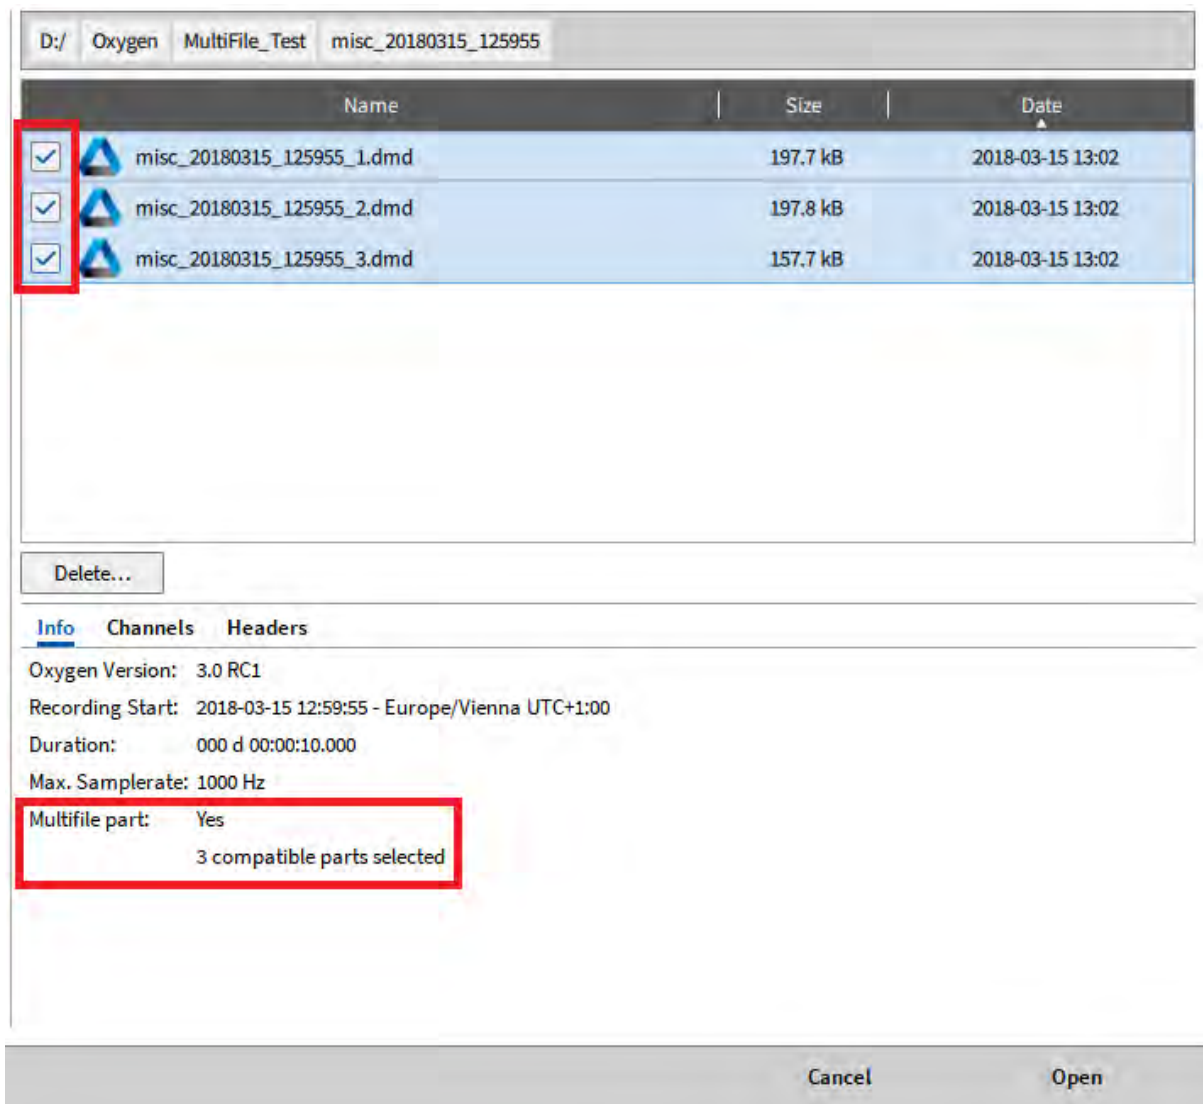 D:/ Oxygen MultiFile_Test misc_20180315_125955
Name Size Date
misc_20180315_125955_1.dmd 197.7 kB 2018-03-15 13:02
misc_20180315_125955_2.dmd 197.8 kB 2018-03-15 13:02
misc_20180315_125955_3.dmd 157.7 kB 2018-03-15 13:02
Delete...
Info Channels Headers
Oxygen Version: 3.0 RC1
Recording Start: 2018-03-15 12:59:55 - Europe/Vienna UTC+1:00
Duration: 000 d 00:00:10.000
Max. Samplerate: 1000 Hz
Multifile part: Yes
3 compatible parts selected
Cancel Open